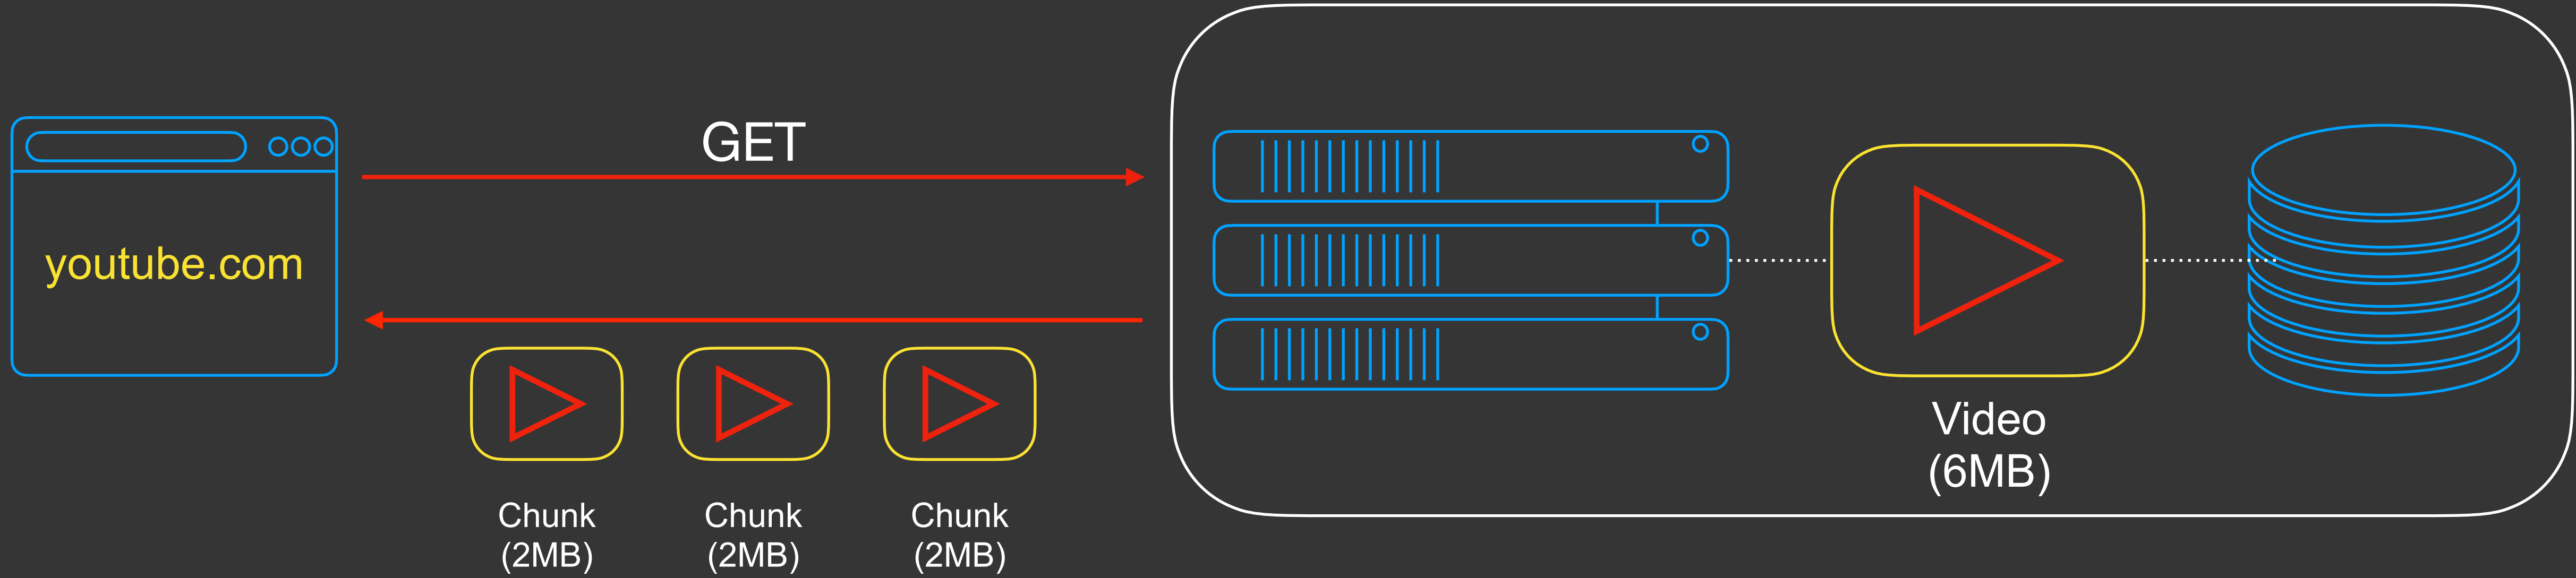 GET
youtube.com
Chunk
(2MB)
Chunk
(2MB)
Chunk
(2MB)
Video
(6MB)